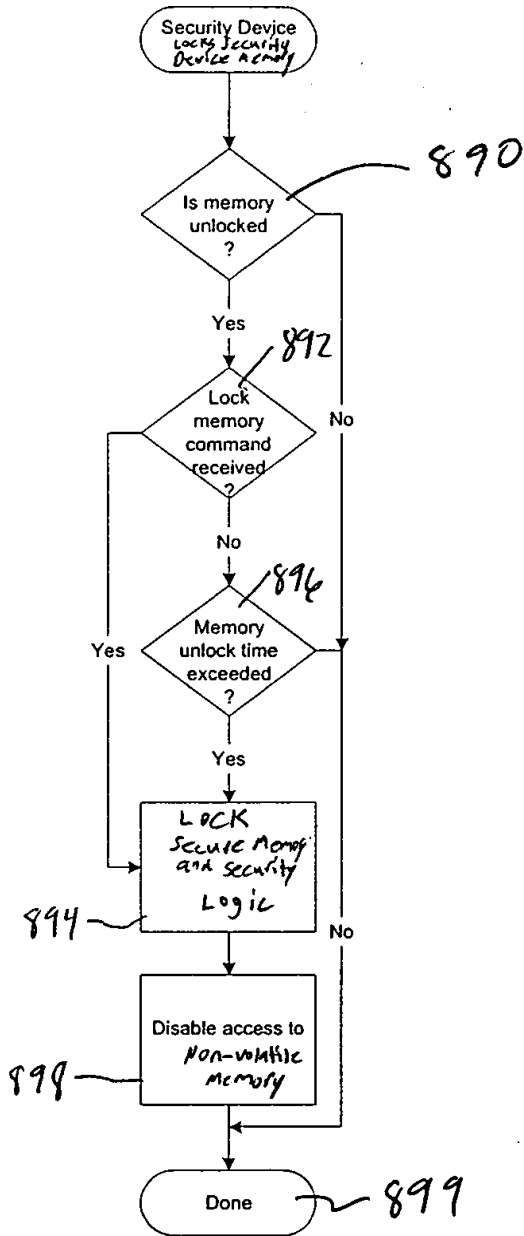 Security Device
Locks Security
Device Memory
890
Is memory
unlocked
?
Yes
892
Lock
memory
command
received
?
No
No
896
Memory
unlock time
exceeded
?
Yes
Yes
LOCK
Secure Memory
and Security
Logic
894
No
Disable access to
Non-volatile
Memory
898
Done
899